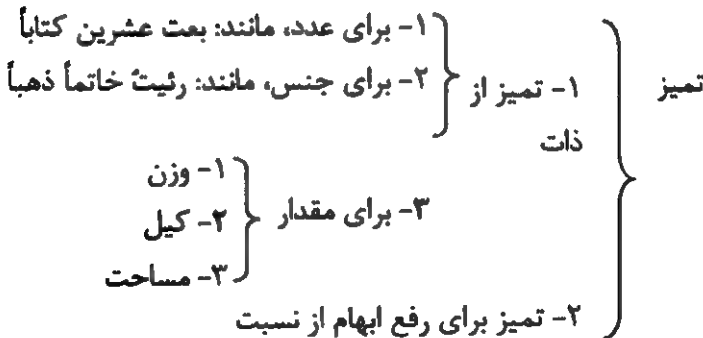 تمیز
۱- تمیز از
ذات
۱- برای عدد، مانند: بعت عشرین کتاباً
۲- برای جنس، مانند: رئیتُ خاتماً ذهباً
۳- برای مقدار
۱- وزن
۲- کیل
۳- مساحت
۲- تمیز برای رفع ابهام از نسبت